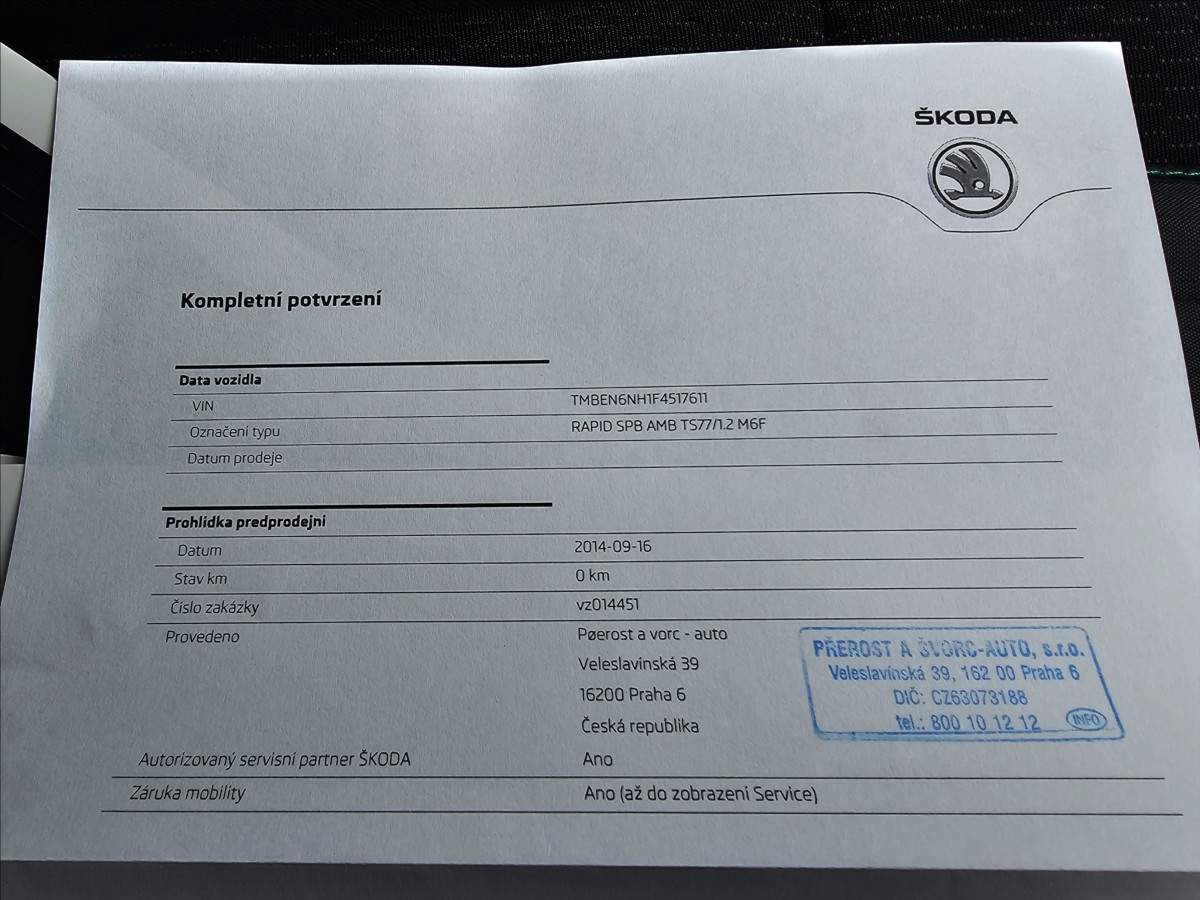 ŠKODA
Kompletní potvrzení
Data vozidla
VIN TMBEN6NH1F4517611
Označení typu RAPID SPB AMB TS77/1.2 M6F
Datum prodeje
Prohlídka predprodejní
Datum 2014-09-16
Stav km 0 km
Číslo zakázky vz014451
Provedeno Pøerost a vorc - auto
Veleslavínská 39
16200 Praha 6
Česká republika
PŘEROST A ŠVORC-AUTO, s.r.o.
Veleslavínská 39, 162 00 Praha 6
DIČ: CZ63073188
tel.: 800 10 12 12 INFO
Autorizovaný servisní partner ŠKODA Ano
Záruka mobility Ano (až do zobrazení Service)